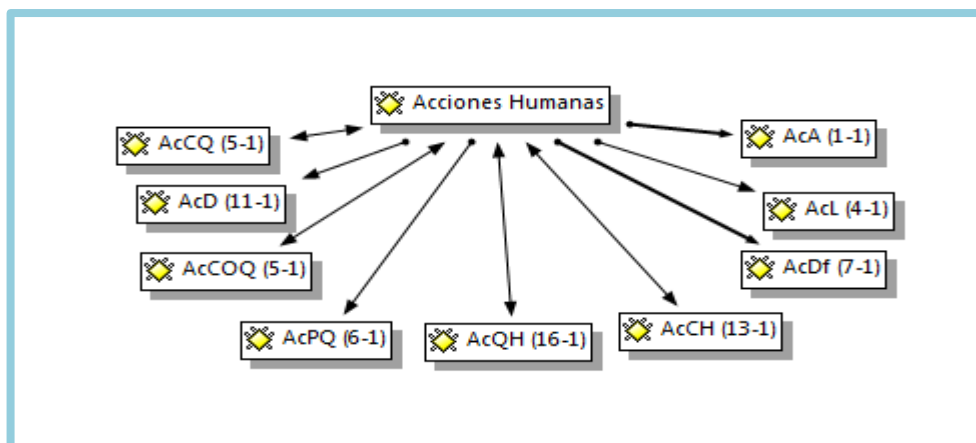 Acciones Humanas
AcCQ (5-1)
AcA (1-1)
AcD (11-1)
AcL (4-1)
AcCOQ (5-1)
AcDf (7-1)
AcPQ (6-1)
AcQH (16-1)
AcCH (13-1)